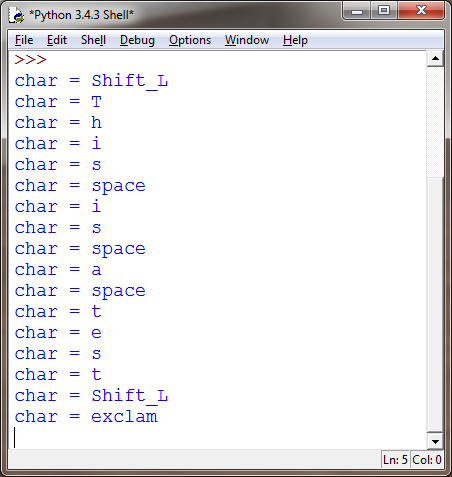 *Python 3.4.3 Shell*
File Edit Shell Debug Options Window Help
>>>
char = Shift_L
char = T
char = h
char = i
char = s
char = space
char = i
char = s
char = space
char = a
char = space
char = t
char = e
char = s
char = t
char = Shift_L
char = exclam
Ln: 5 Col: 0